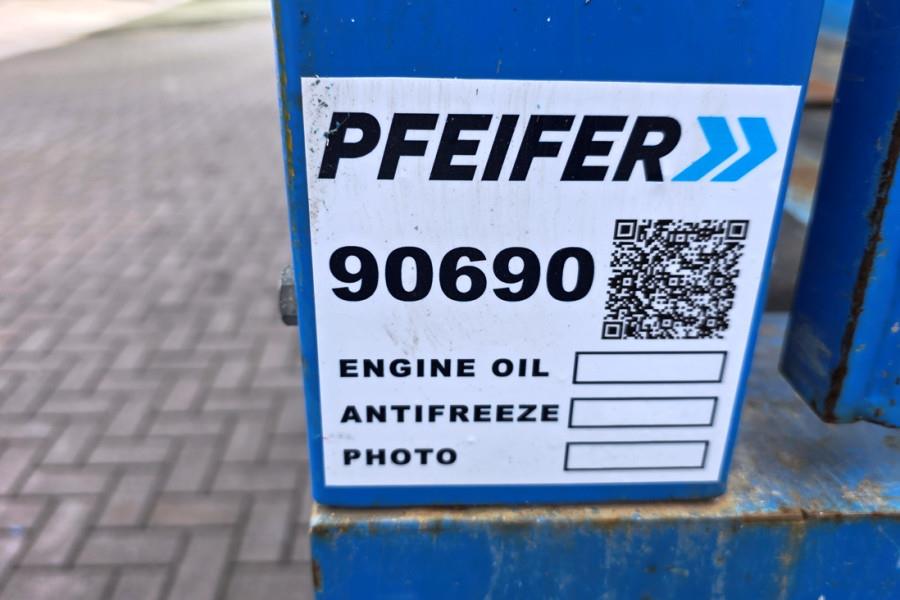 PFEIFER
90690
ENGINE OIL
ANTIFREEZE
PHOTO